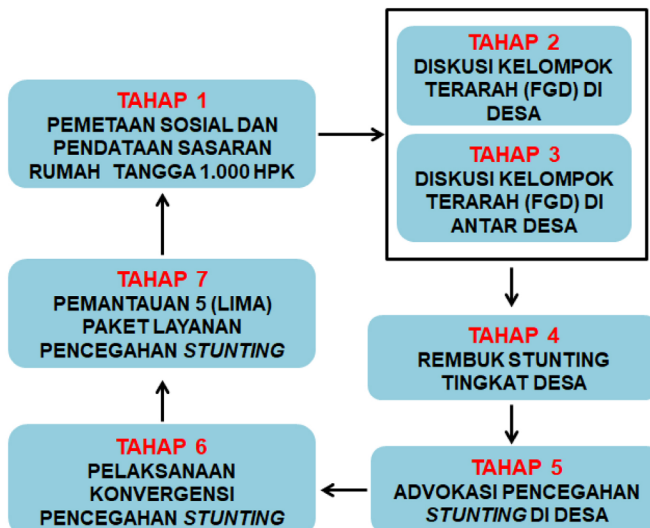 TAHAP 1
PEMETAAN SOSIAL DAN
PENDATAAN SASARAN
RUMAH TANGGA 1.000 HPK
TAHAP 2
DISKUSI KELOMPOK
TERARAH (FGD) DI
DESA
TAHAP 3
DISKUSI KELOMPOK
TERARAH (FGD) DI
ANTAR DESA
TAHAP 4
REMBUK STUNTING
TINGKAT DESA
TAHAP 5
ADVOKASI PENCEGAHAN
STUNTING DI DESA
TAHAP 6
PELAKSANAAN
KONVERGENSI
PENCEGAHAN STUNTING
TAHAP 7
PEMANTAUAN 5 (LIMA)
PAKET LAYANAN
PENCEGAHAN STUNTING